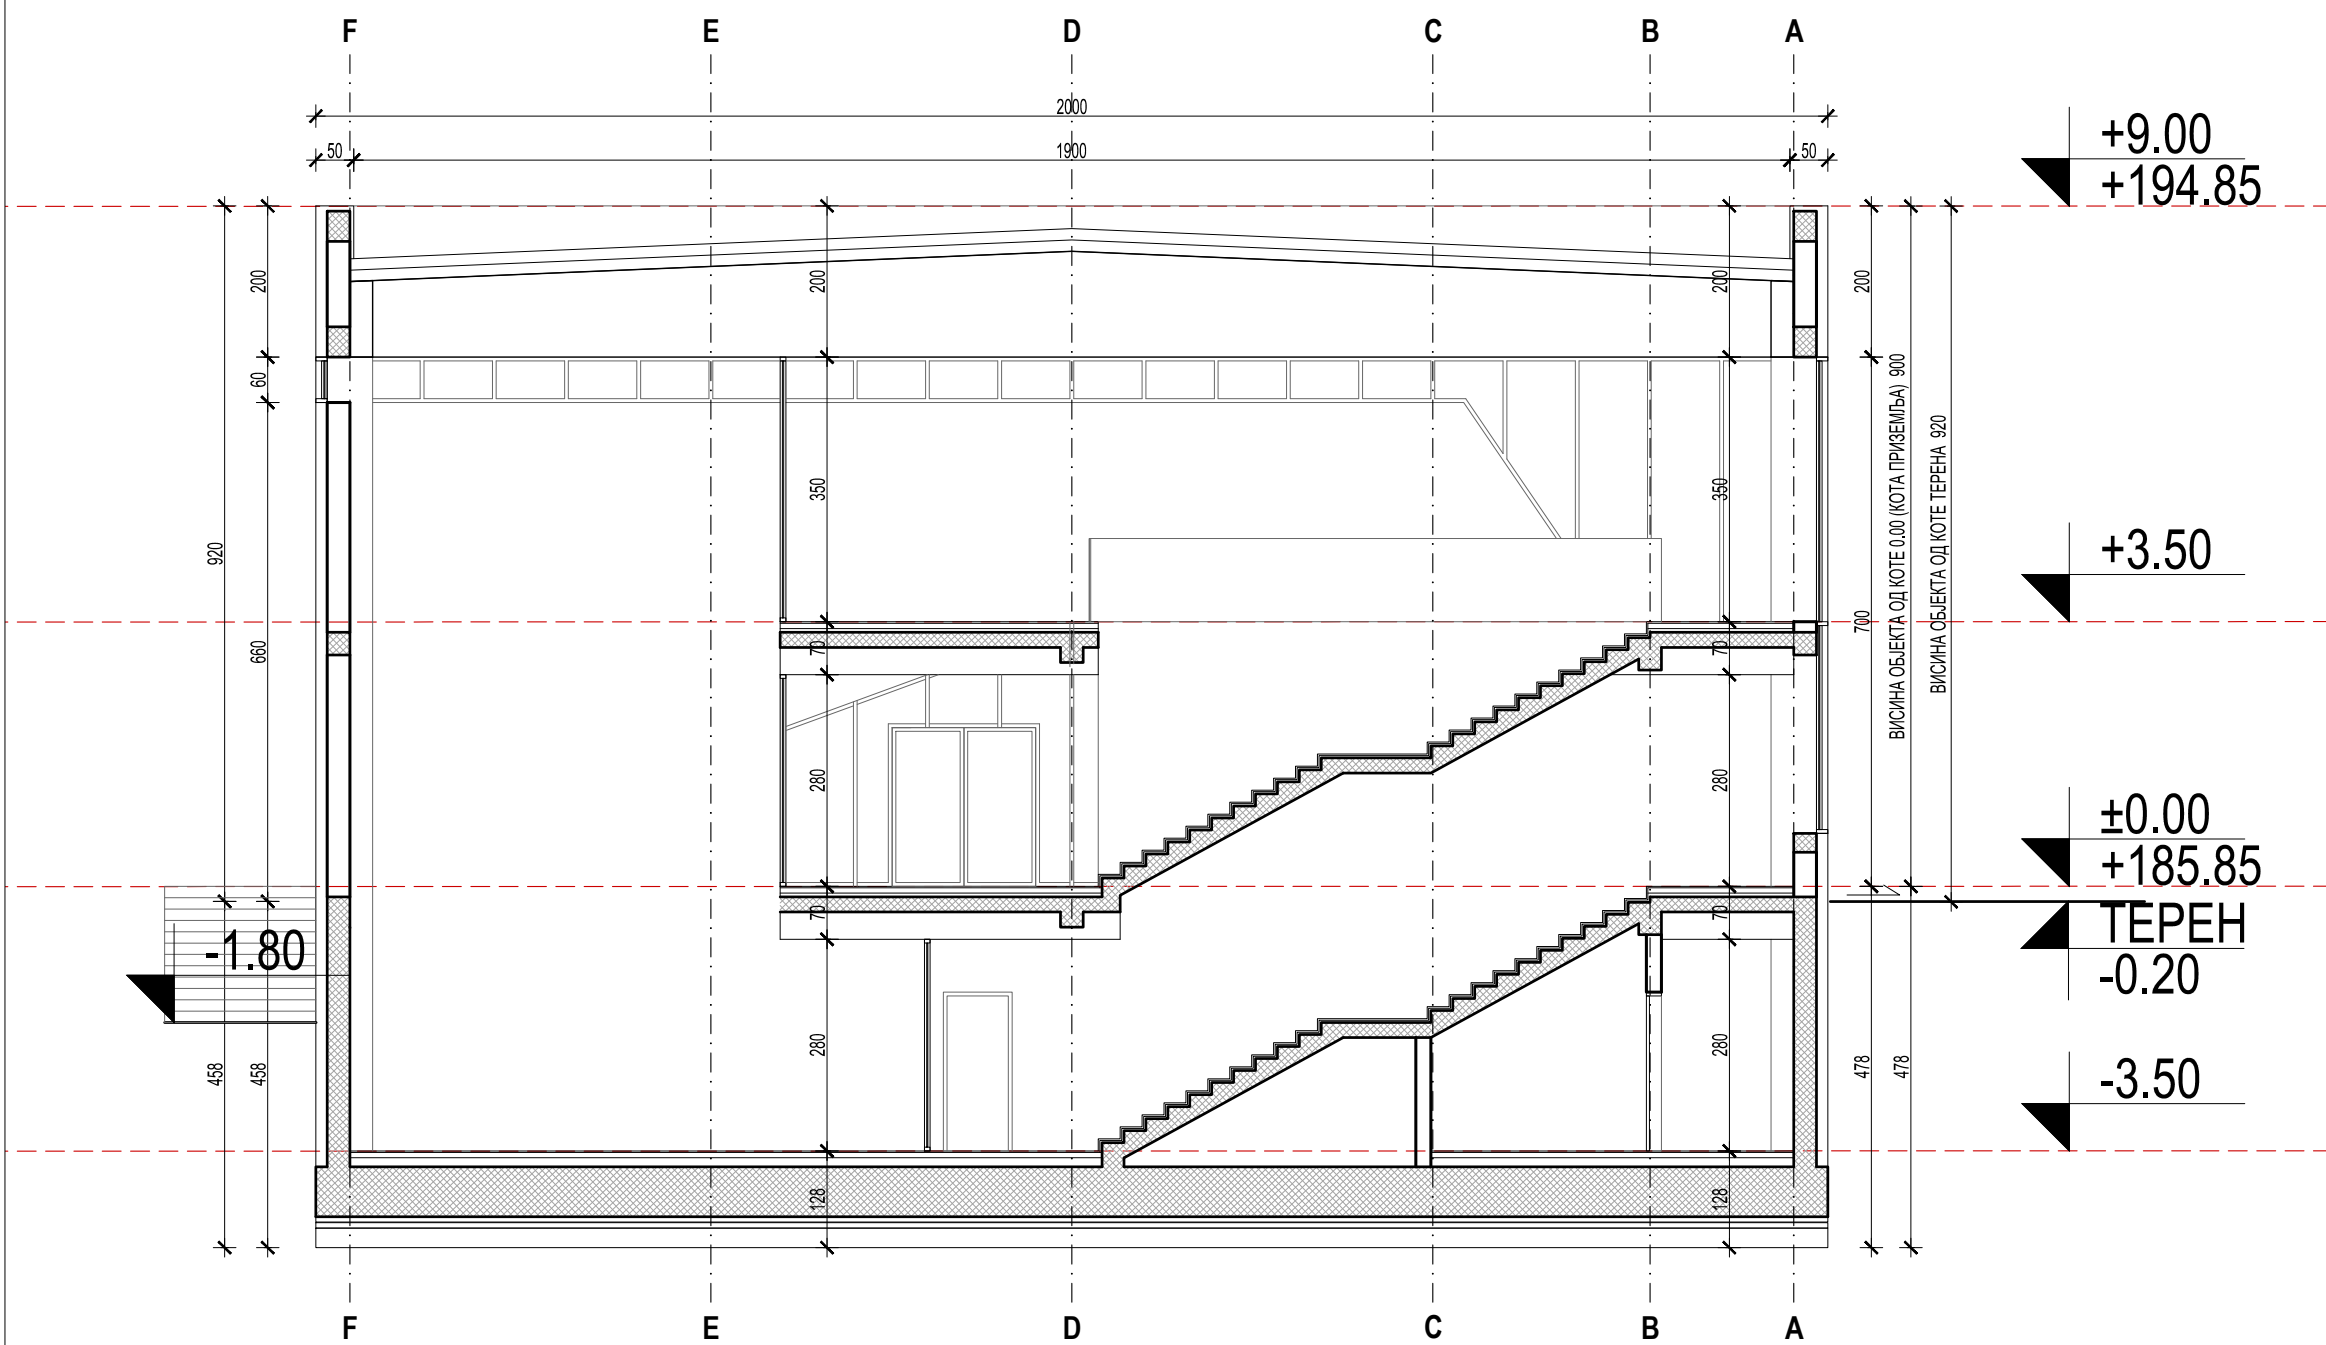 F E D C B A
2000
50 1900 50
+9.00
+194.85
200 200 200 200
60
350 350
ВИСИНА ОБЈЕКТА ОД КОТЕ 0.00 (КОТА ПРИЗЕМЉА) 900
ВИСИНА ОБЈЕКТА ОД КОТЕ ТЕРЕНА 920
920
+3.50
660 70 70 700
280 280
±0.00
+185.85
70 70
ТЕРЕН
-0.20
-1.80
458 458 280 280 478 478
-3.50
128 128
F E D C B A